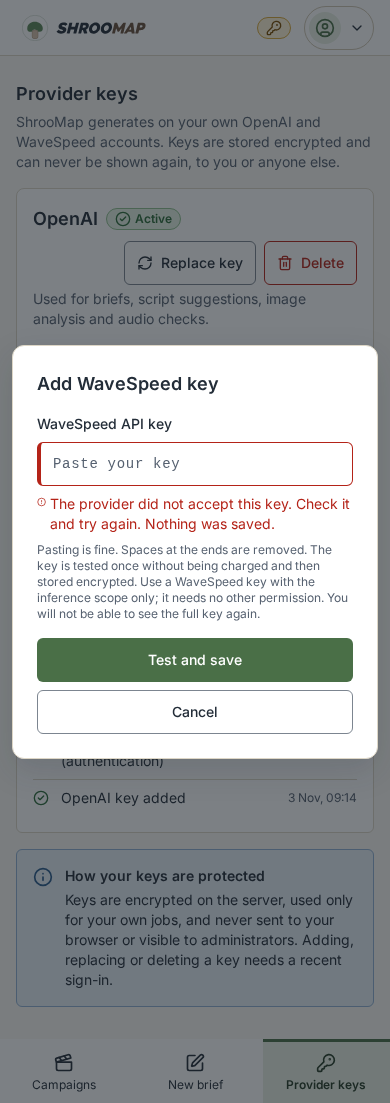 SHROOMAP
Provider keys
ShrooMap generates on your own OpenAI and
WaveSpeed accounts. Keys are stored encrypted and
can never be shown again, to you or anyone else.
OpenAI
Active
Replace key
Delete
Used for briefs, script suggestions, image
analysis and audio checks.
Add WaveSpeed key
WaveSpeed API key
Paste your key
The provider did not accept this key. Check it
and try again. Nothing was saved.
Pasting is fine. Spaces at the ends are removed. The
key is tested once without being charged and then
stored encrypted. Use a WaveSpeed key with the
inference scope only; it needs no other permission. You
will not be able to see the full key again.
Test and save
Cancel
(authentication)
OpenAI key added
3 Nov, 09:14
How your keys are protected
Keys are encrypted on the server, used only
for your own jobs, and never sent to your
browser or visible to administrators. Adding,
replacing or deleting a key needs a recent
sign-in.
Campaigns
New brief
Provider keys